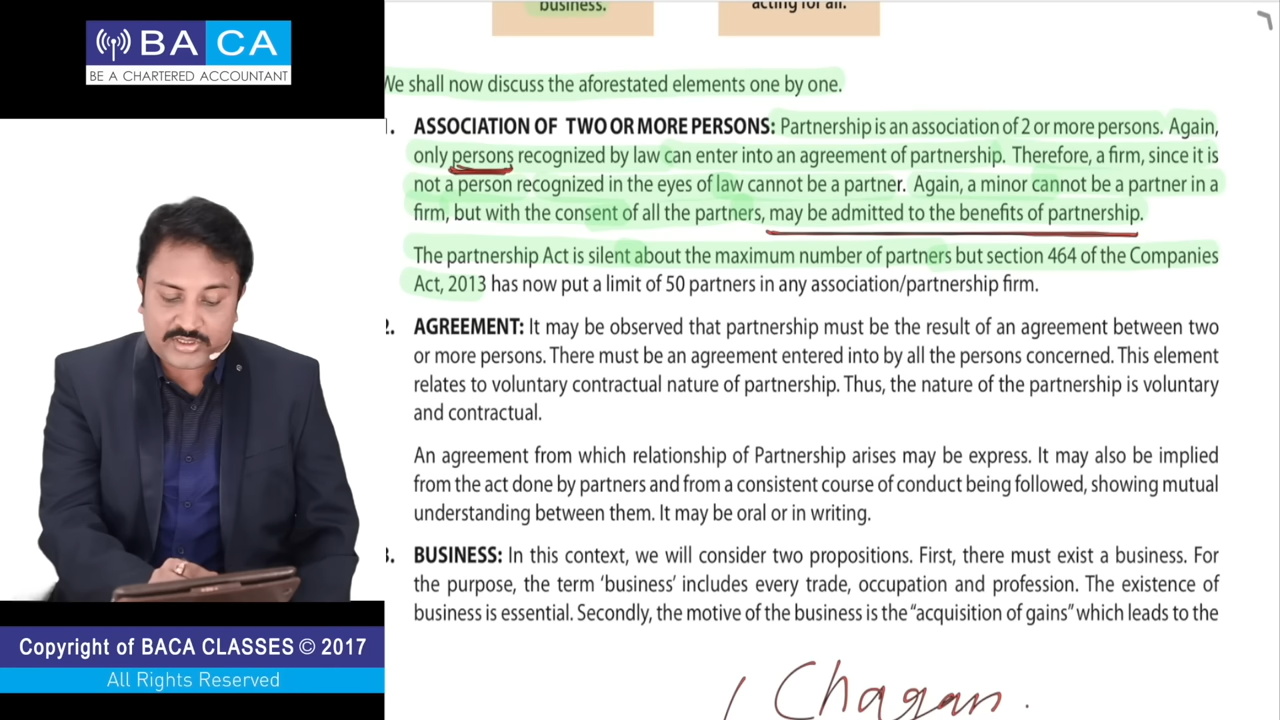 BA CA
BE A CHARTERED ACCOUNTANT
business.
acting for all.
We shall now discuss the aforestated elements one by one.
1. ASSOCIATION OF TWO OR MORE PERSONS: Partnership is an association of 2 or more persons. Again,
only persons recognized by law can enter into an agreement of partnership. Therefore, a firm, since it is
not a person recognized in the eyes of law cannot be a partner. Again, a minor cannot be a partner in a
firm, but with the consent of all the partners, may be admitted to the benefits of partnership.
The partnership Act is silent about the maximum number of partners but section 464 of the Companies
Act, 2013 has now put a limit of 50 partners in any association/partnership firm.
2. AGREEMENT: It may be observed that partnership must be the result of an agreement between two
or more persons. There must be an agreement entered into by all the persons concerned. This element
relates to voluntary contractual nature of partnership. Thus, the nature of the partnership is voluntary
and contractual.
An agreement from which relationship of Partnership arises may be express. It may also be implied
from the act done by partners and from a consistent course of conduct being followed, showing mutual
understanding between them. It may be oral or in writing.
3. BUSINESS: In this context, we will consider two propositions. First, there must exist a business. For
the purpose, the term ‘business’ includes every trade, occupation and profession. The existence of
business is essential. Secondly, the motive of the business is the “acquisition of gains” which leads to the
Chagan.
Copyright of BACA CLASSES © 2017
All Rights Reserved